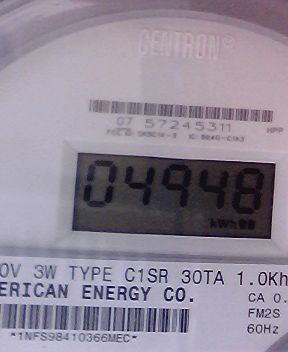 CENTRON®
07 57245311
HPP
04948
kWh
0V 3W TYPE C1SR 30TA 1.0Kh
ERICAN ENERGY CO.
CA 0.
FM2S
60Hz
*1NFS98410366MEC*